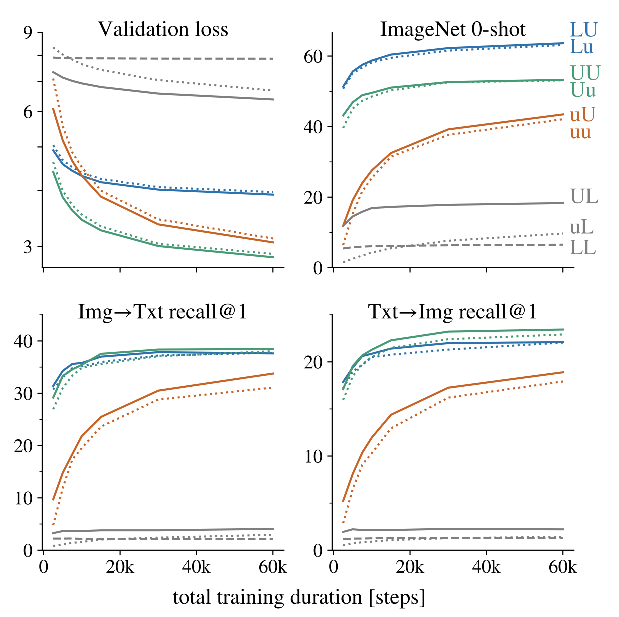 Validation loss
ImageNet 0-shot
9
6
3
60
40
20
0
LU
Lu
UU
Uu
uU
uu
UL
uL
LL
Img→Txt recall@1
Txt→Img recall@1
40
30
20
10
0
20
10
0
0
20k
40k
60k
0
20k
40k
60k
total training duration [steps]